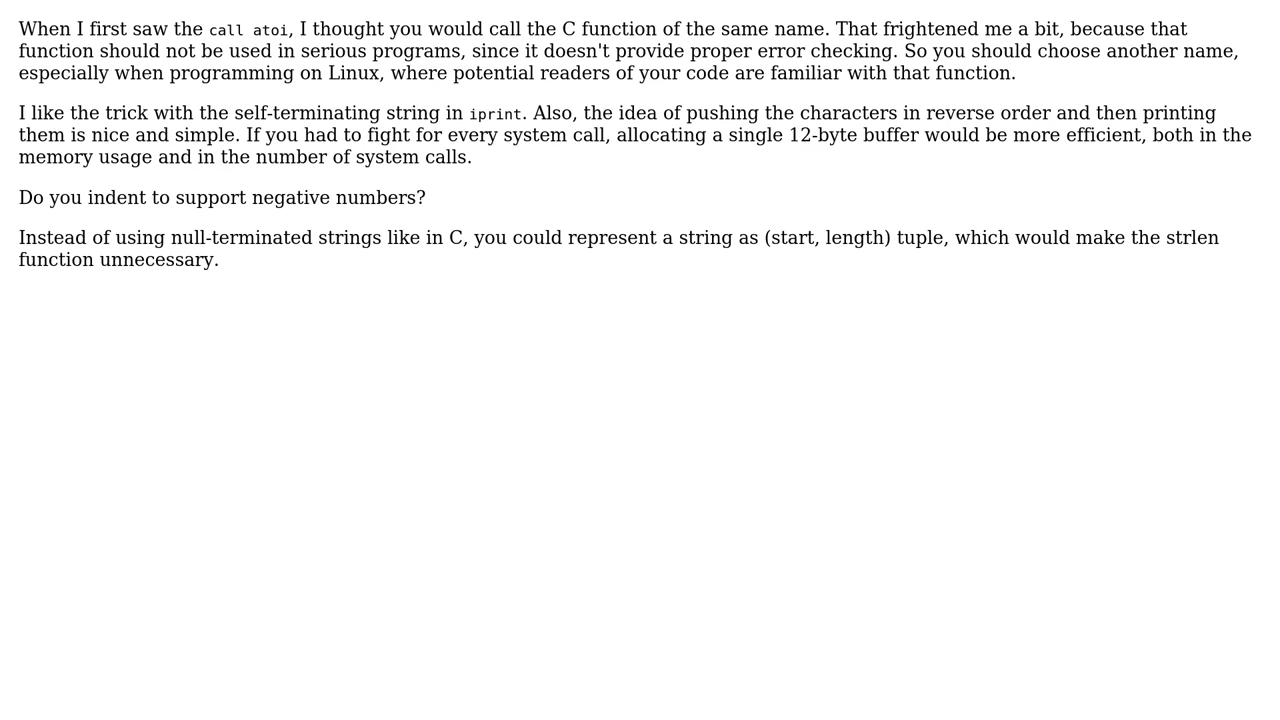 When I first saw the call atoi, I thought you would call the C function of the same name. That frightened me a bit, because that
function should not be used in serious programs, since it doesn't provide proper error checking. So you should choose another name,
especially when programming on Linux, where potential readers of your code are familiar with that function.
I like the trick with the self-terminating string in iprint. Also, the idea of pushing the characters in reverse order and then printing
them is nice and simple. If you had to fight for every system call, allocating a single 12-byte buffer would be more efficient, both in the
memory usage and in the number of system calls.
Do you indent to support negative numbers?
Instead of using null-terminated strings like in C, you could represent a string as (start, length) tuple, which would make the strlen
function unnecessary.